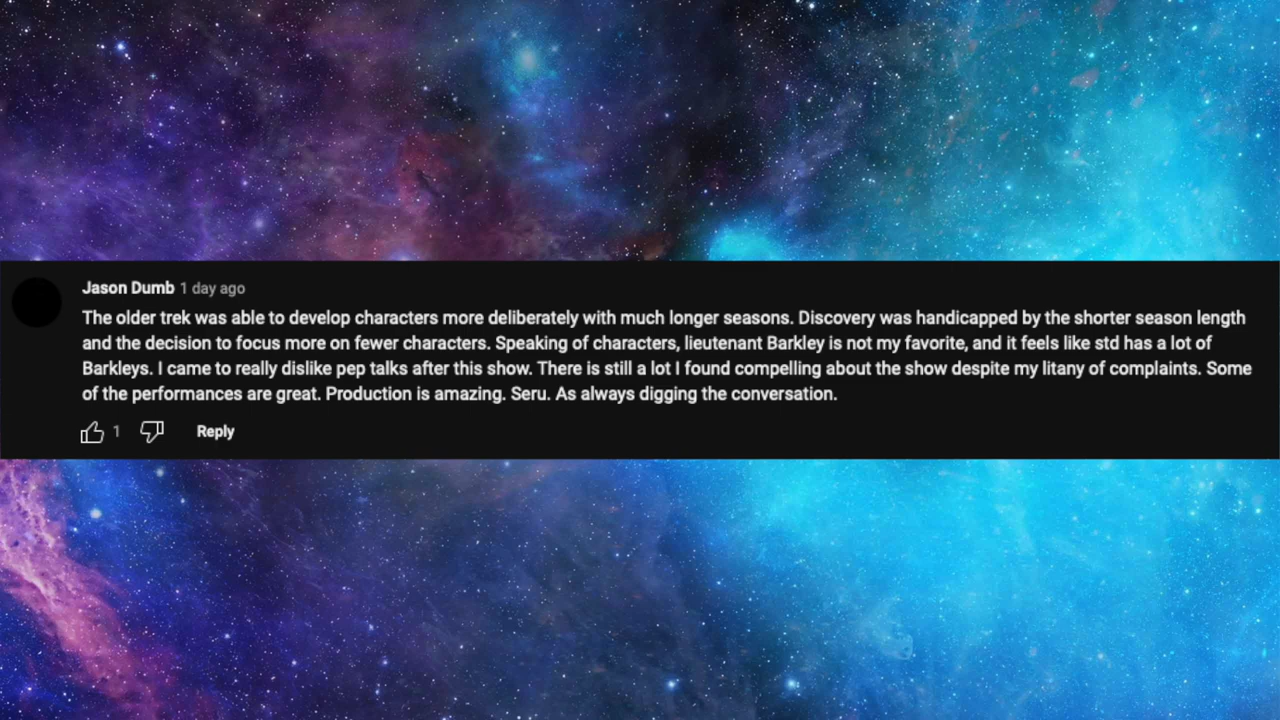 Jason Dumb 1 day ago
The older trek was able to develop characters more deliberately with much longer seasons. Discovery was handicapped by the shorter season length
and the decision to focus more on fewer characters. Speaking of characters, lieutenant Barkley is not my favorite, and it feels like std has a lot of
Barkleys. I came to really dislike pep talks after this show. There is still a lot I found compelling about the show despite my litany of complaints. Some
of the performances are great. Production is amazing. Seru. As always digging the conversation.
1 Reply